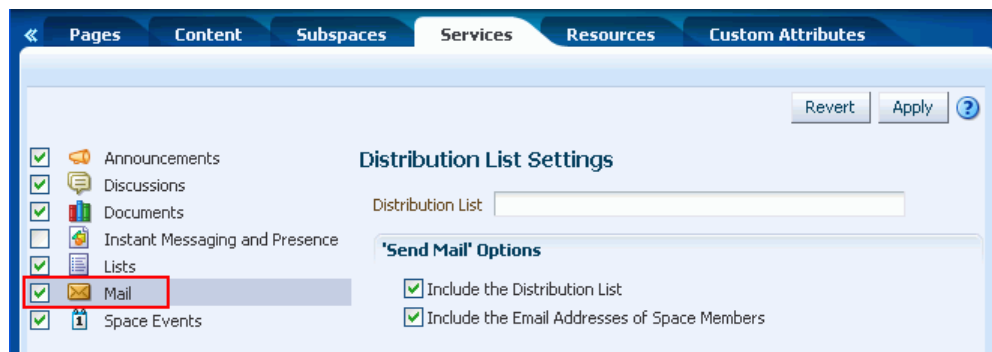 « Pages Content Subspaces Services Resources Custom Attributes
Revert Apply ?
Announcements
Discussions
Documents
Instant Messaging and Presence
Lists
Mail
1 Space Events
Distribution List Settings
Distribution List
'Send Mail' Options
Include the Distribution List
Include the Email Addresses of Space Members